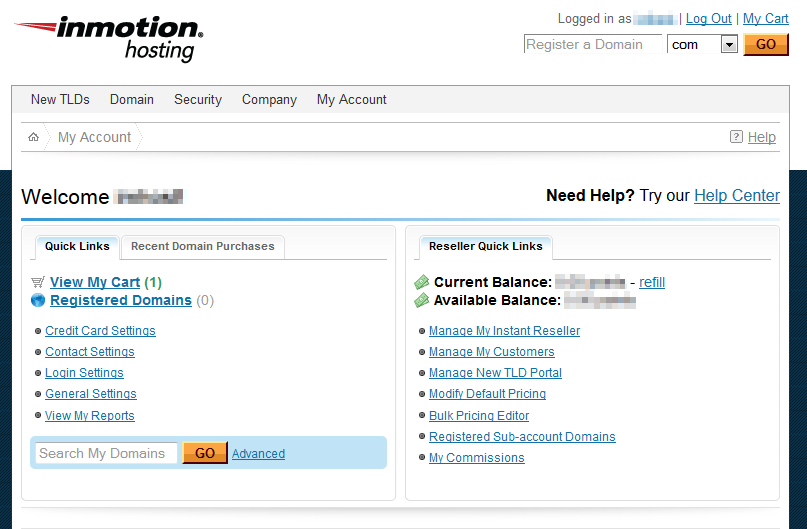 inmotion
hosting
Logged in as | Log Out | My Cart
Register a Domain com GO
New TLDs Domain Security Company My Account
My Account
? Help
Welcome
Need Help? Try our Help Center
Quick Links Recent Domain Purchases
View My Cart (1)
Registered Domains (0)
Credit Card Settings
Contact Settings
Login Settings
General Settings
View My Reports
Search My Domains GO Advanced
Reseller Quick Links
Current Balance: - refill
Available Balance:
Manage My Instant Reseller
Manage My Customers
Manage New TLD Portal
Modify Default Pricing
Bulk Pricing Editor
Registered Sub-account Domains
My Commissions